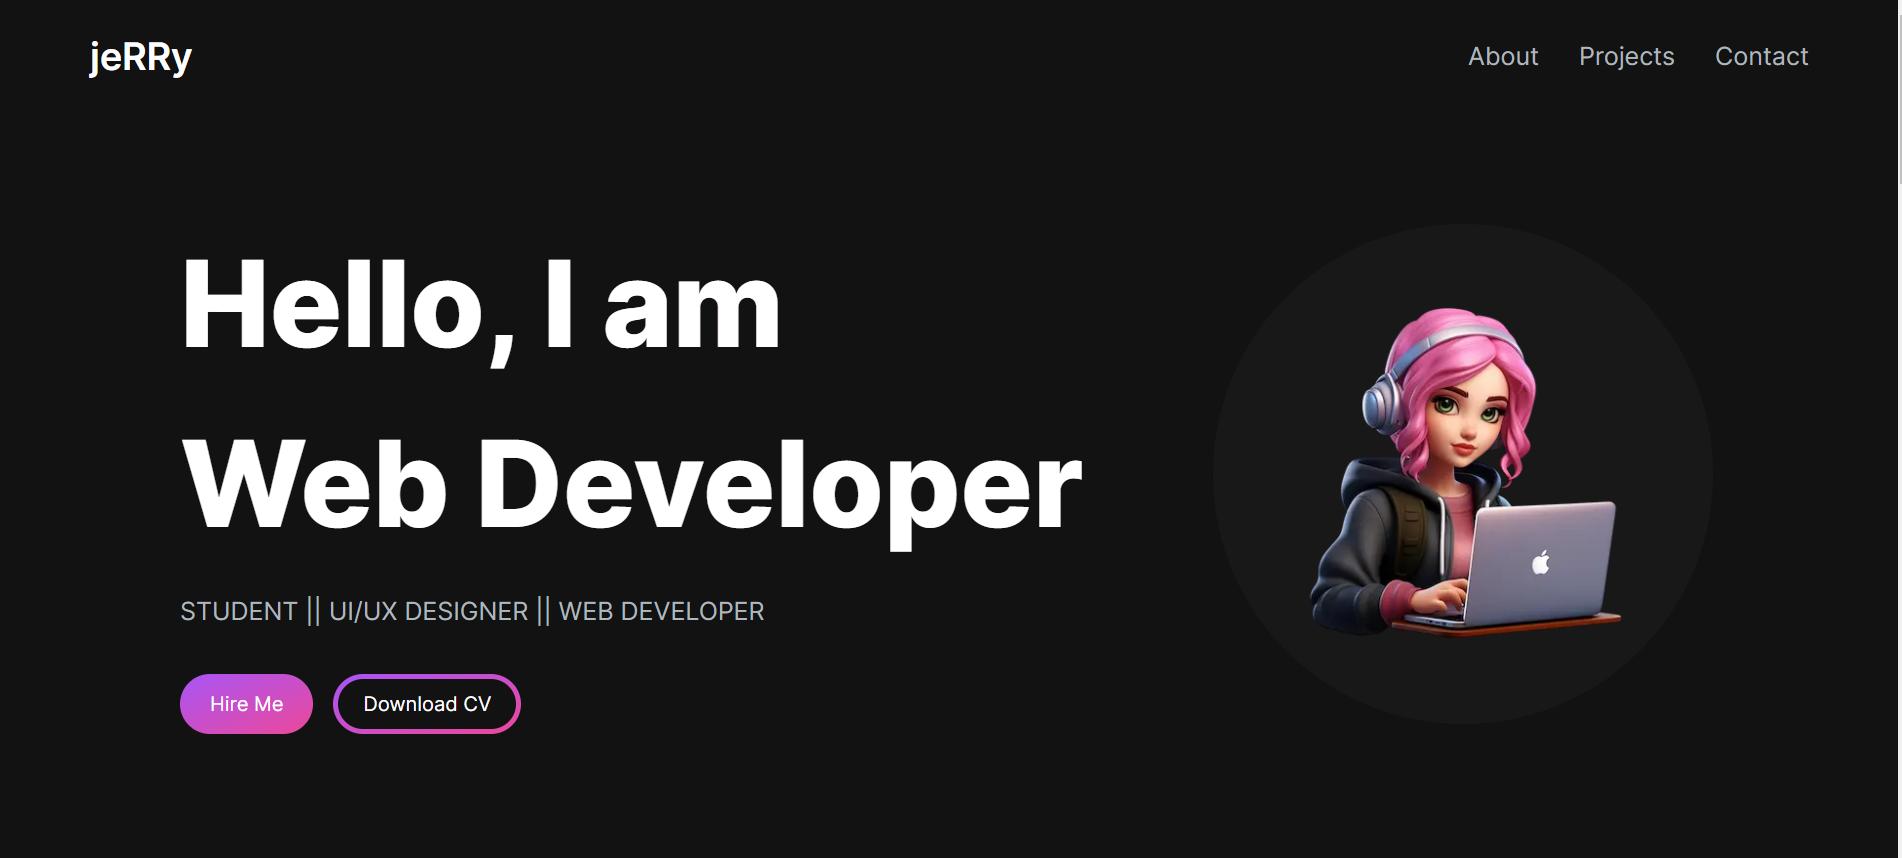 jeRRy
About Projects Contact
Hello, I am
Web Developer
STUDENT || UI/UX DESIGNER || WEB DEVELOPER
Hire Me Download CV